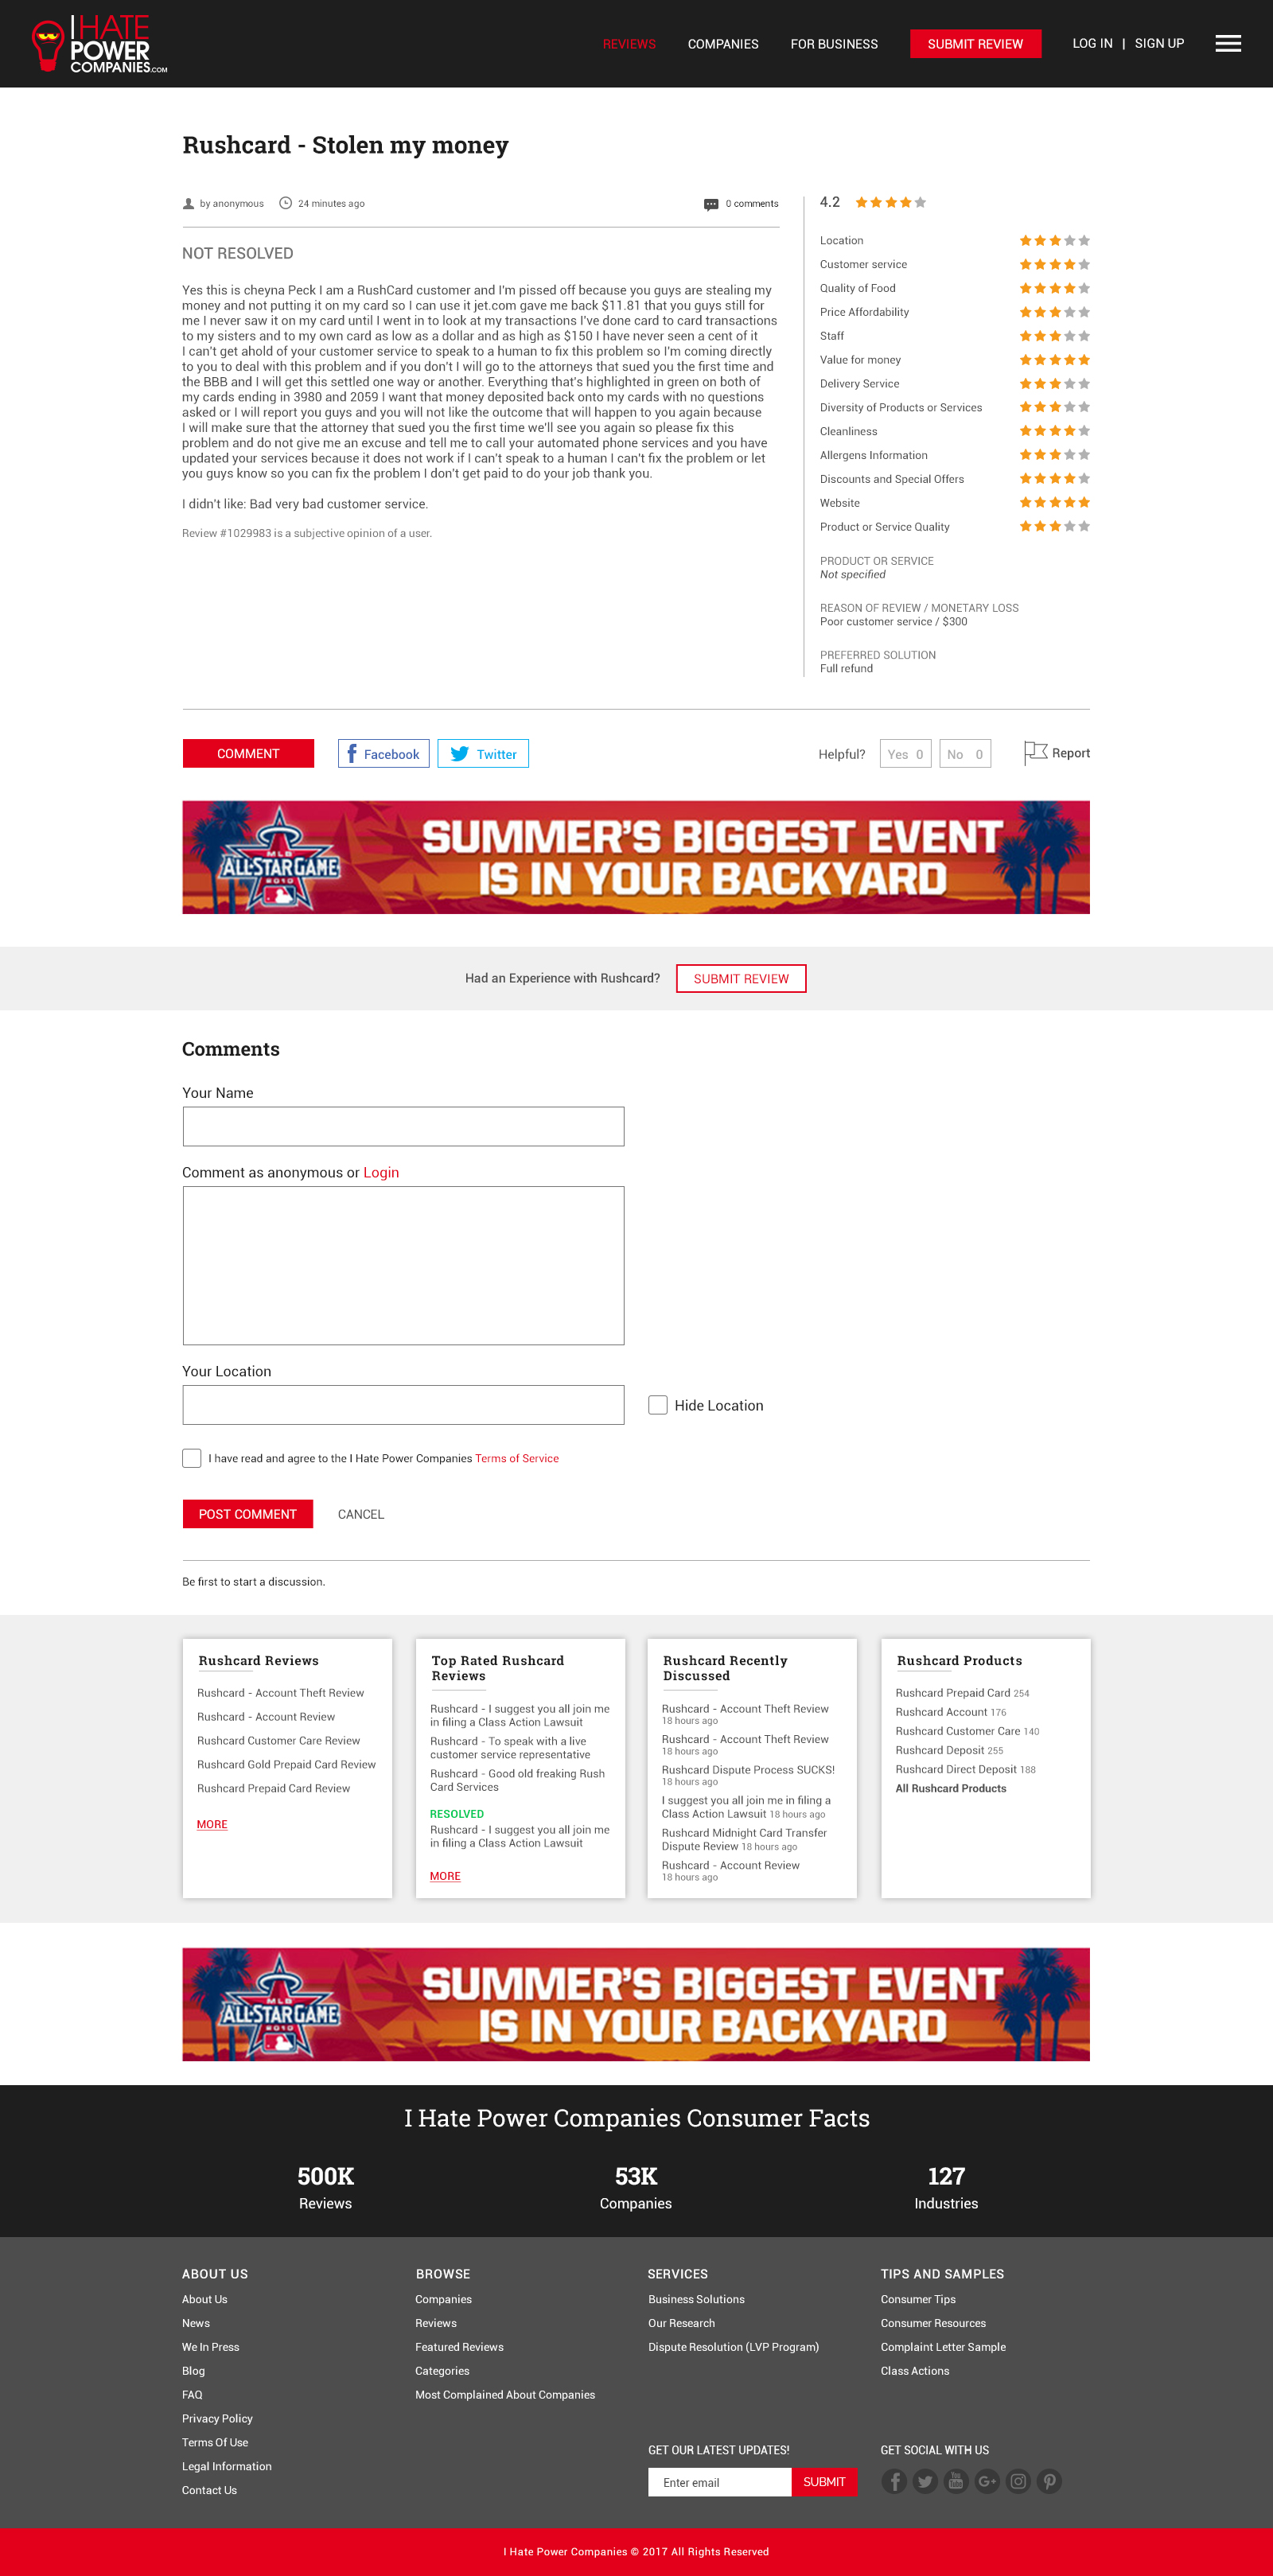 I HATE
POWER
COMPANIES.COM
REVIEWS
COMPANIES
FOR BUSINESS
SUBMIT REVIEW
LOG IN | SIGN UP
Rushcard - Stolen my money
by anonymous
24 minutes ago
0 comments
NOT RESOLVED
Yes this is cheyna Peck I am a RushCard customer and I'm pissed off because you guys are stealing my
money and not putting it on my card so I can use it jet.com gave me back $11.81 that you guys still for
me I never saw it on my card until I went in to look at my transactions I've done card to card transactions
to my sisters and to my own card as low as a dollar and as high as $150 I have never seen a cent of it
I can't get ahold of your customer service to speak to a human to fix this problem so I'm coming directly
to you to deal with this problem and if you don't I will go to the attorneys that sued you the first time and
the BBB and I will get this settled one way or another. Everything that's highlighted in green on both of
my cards ending in 3980 and 2059 I want that money deposited back onto my cards with no questions
asked or I will report you guys and you will not like the outcome that will happen to you again because
I will make sure that the attorney that sued you the first time we'll see you again so please fix this
problem and do not give me an excuse and tell me to call your automated phone services and you have
updated your services because it does not work if I can't speak to a human I can't fix the problem or let
you guys know so you can fix the problem I don't get paid to do your job thank you.
I didn't like: Bad very bad customer service.
Review #1029983 is a subjective opinion of a user.
4.2
Location
Customer service
Quality of Food
Price Affordability
Staff
Value for money
Delivery Service
Diversity of Products or Services
Cleanliness
Allergens Information
Discounts and Special Offers
Website
Product or Service Quality
PRODUCT OR SERVICE
Not specified
REASON OF REVIEW / MONETARY LOSS
Poor customer service / $300
PREFERRED SOLUTION
Full refund
COMMENT
Facebook
Twitter
Helpful?
Yes 0
No 0
Report
MLB
ALL-STAR GAME
2010
SUMMER'S BIGGEST EVENT
IS IN YOUR BACKYARD
Had an Experience with Rushcard?
SUBMIT REVIEW
Comments
Your Name
Comment as anonymous or Login
Your Location
Hide Location
I have read and agree to the I Hate Power Companies Terms of Service
POST COMMENT
CANCEL
Be first to start a discussion.
Rushcard Reviews
Rushcard - Account Theft Review
Rushcard - Account Review
Rushcard Customer Care Review
Rushcard Gold Prepaid Card Review
Rushcard Prepaid Card Review
MORE
Top Rated Rushcard
Reviews
Rushcard - I suggest you all join me
in filing a Class Action Lawsuit
Rushcard - To speak with a live
customer service representative
Rushcard - Good old freaking Rush
Card Services
RESOLVED
Rushcard - I suggest you all join me
in filing a Class Action Lawsuit
MORE
Rushcard Recently
Discussed
Rushcard - Account Theft Review
18 hours ago
Rushcard - Account Theft Review
18 hours ago
Rushcard Dispute Process SUCKS!
18 hours ago
I suggest you all join me in filing a
Class Action Lawsuit 18 hours ago
Rushcard Midnight Card Transfer
Dispute Review 18 hours ago
Rushcard - Account Review
18 hours ago
Rushcard Products
Rushcard Prepaid Card 254
Rushcard Account 176
Rushcard Customer Care 140
Rushcard Deposit 255
Rushcard Direct Deposit 188
All Rushcard Products
MLB
ALL-STAR GAME
2010
SUMMER'S BIGGEST EVENT
IS IN YOUR BACKYARD
I Hate Power Companies Consumer Facts
500K
Reviews
53K
Companies
127
Industries
ABOUT US
About Us
News
We In Press
Blog
FAQ
Privacy Policy
Terms Of Use
Legal Information
Contact Us
BROWSE
Companies
Reviews
Featured Reviews
Categories
Most Complained About Companies
SERVICES
Business Solutions
Our Research
Dispute Resolution (LVP Program)
TIPS AND SAMPLES
Consumer Tips
Consumer Resources
Complaint Letter Sample
Class Actions
GET OUR LATEST UPDATES!
Enter email
SUBMIT
GET SOCIAL WITH US
You Tube
I Hate Power Companies © 2017 All Rights Reserved